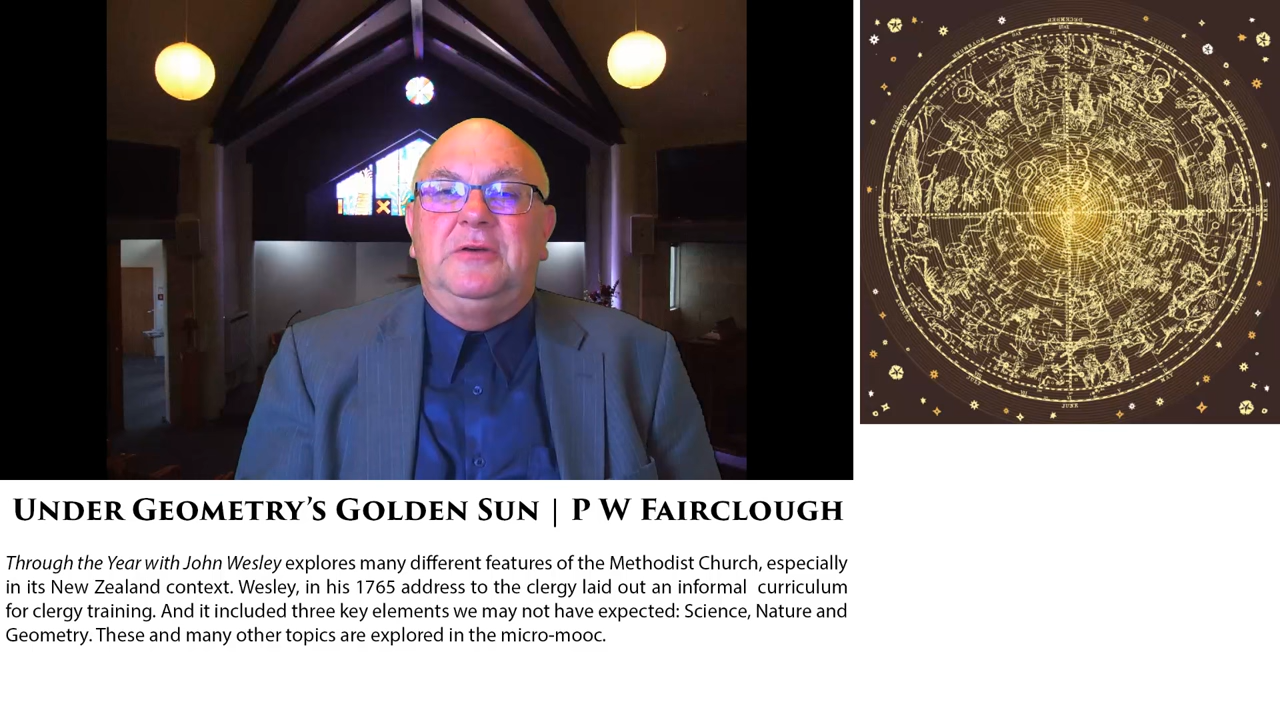 DECEMBER
JUNE
UNDER GEOMETRY'S GOLDEN SUN | P W FAIRCLOUGH
Through the Year with John Wesley explores many different features of the Methodist Church, especially
in its New Zealand context. Wesley, in his 1765 address to the clergy laid out an informal curriculum
for clergy training. And it included three key elements we may not have expected: Science, Nature and
Geometry. These and many other topics are explored in the micro-mooc.